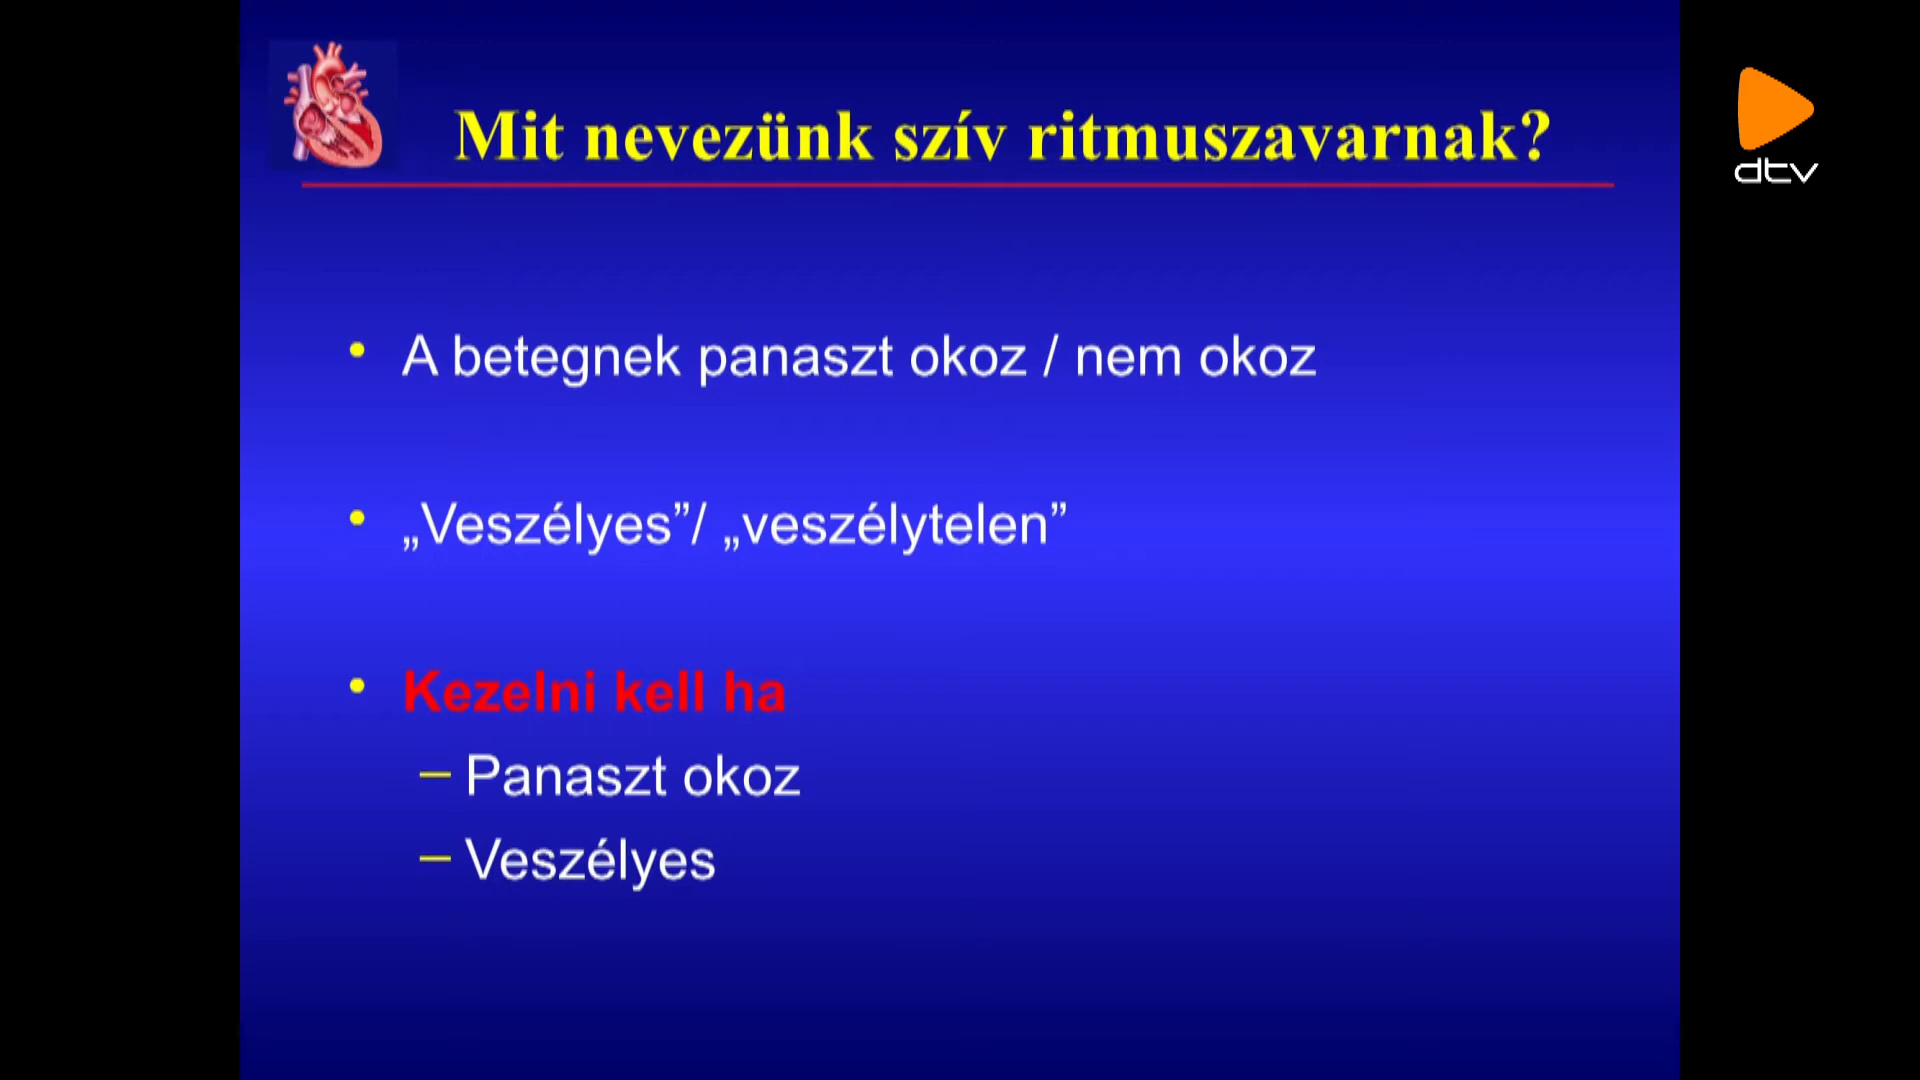 Mit nevezünk szív ritmuszavarnak?
dtv
• A betegnek panaszt okoz / nem okoz
• „Veszélyes”/ „veszélytelen”
• Kezelni kell ha
– Panaszt okoz
– Veszélyes